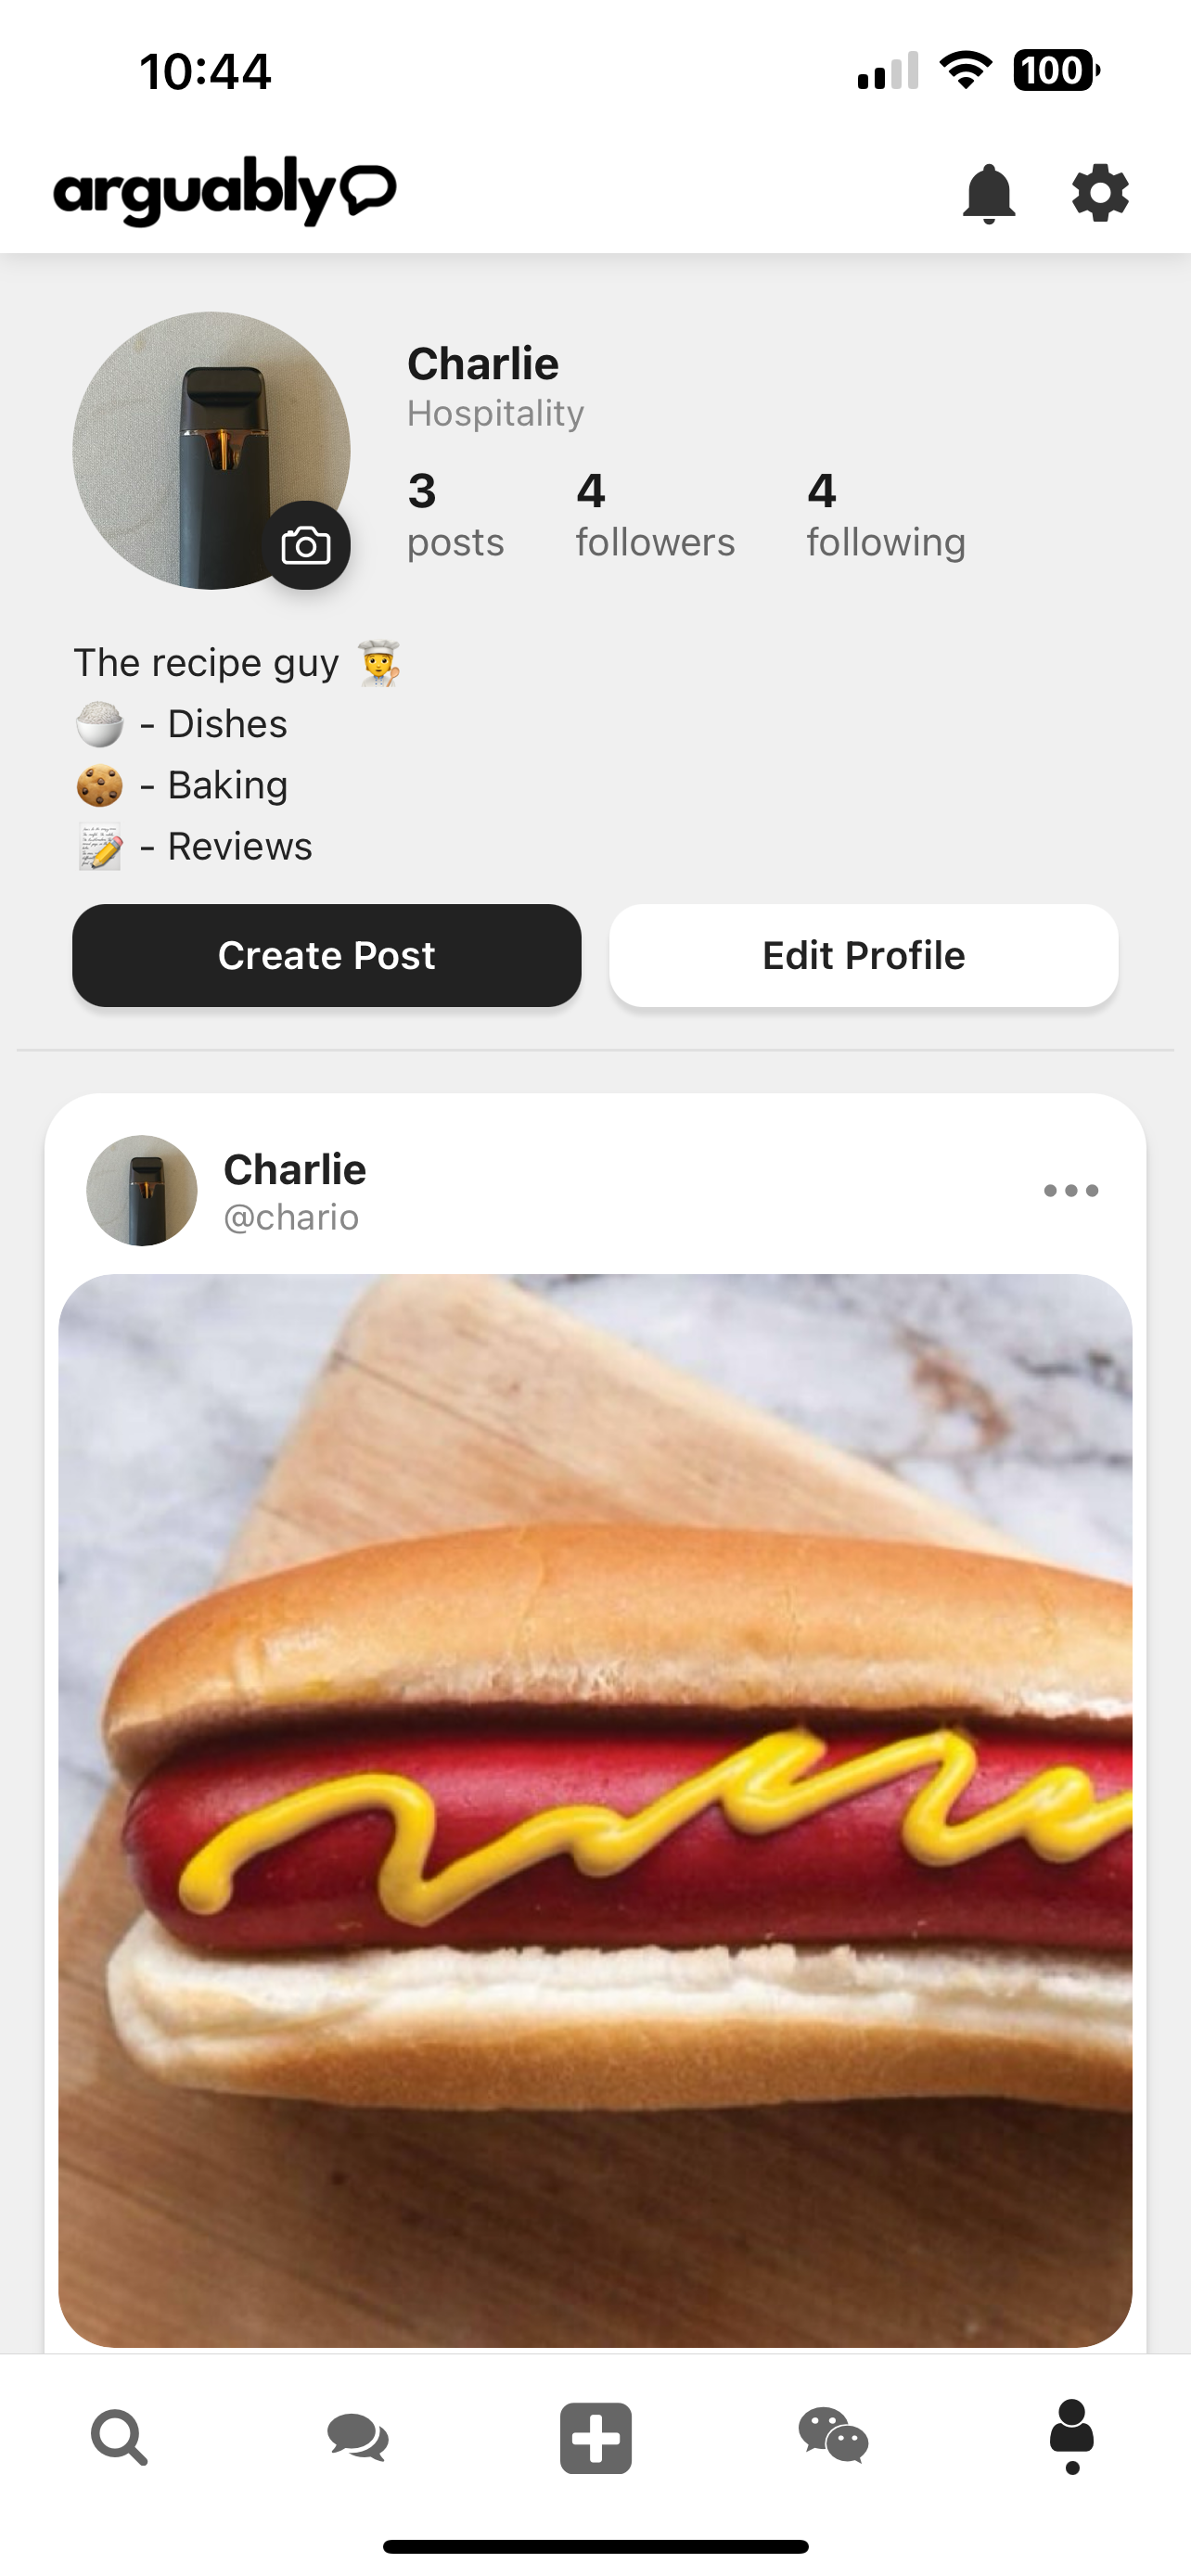 10:44
100
arguably
Charlie
Hospitality
3 4 4
posts followers following
The recipe guy 🧑‍🍳
🍚 - Dishes
🍪 - Baking
📝 - Reviews
Create Post Edit Profile
Charlie
@chario